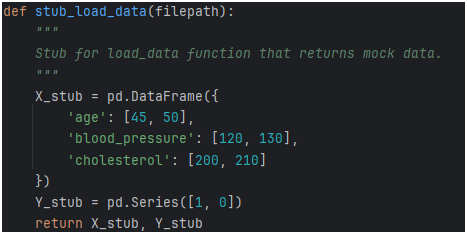 def stub_load_data(filepath):
    """
    Stub for load_data function that returns mock data.
    """
    X_stub = pd.DataFrame({
        'age': [45, 50],
        'blood_pressure': [120, 130],
        'cholesterol': [200, 210]
    })
    Y_stub = pd.Series([1, 0])
    return X_stub, Y_stub